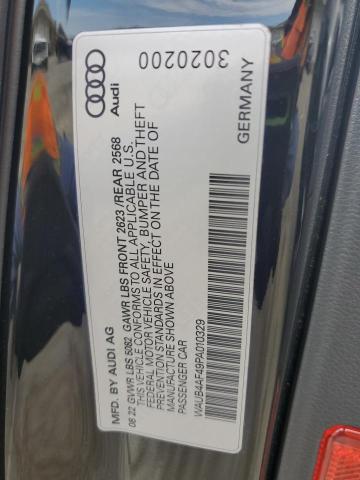 Audi
3020200
GERMANY
MFD. BY AUDI AG
06 22 GVWR LBS 5082 GAWR LBS FRONT 2623 /REAR 2568
THIS VEHICLE CONFORMS TO ALL APPLICABLE U.S.
FEDERAL MOTOR VEHICLE SAFETY, BUMPER AND THEFT
PREVENTION STANDARDS IN EFFECT ON THE DATE OF
MANUFACTURE SHOWN ABOVE
PASSENGER CAR
WAUB4AF49PA010329